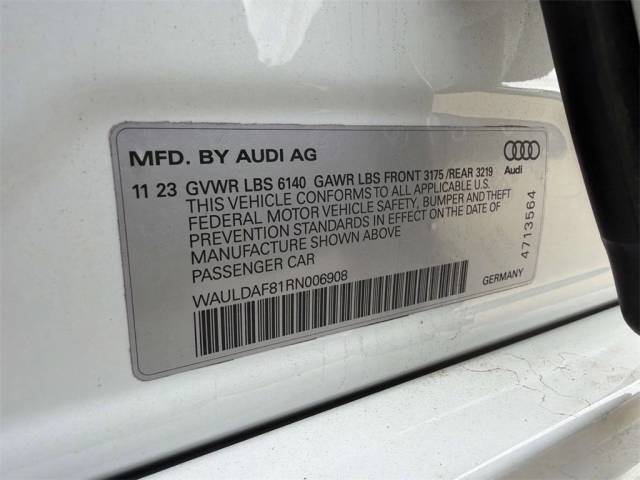 MFD. BY AUDI AG
Audi
11 23 GVWR LBS 6140 GAWR LBS FRONT 3175 /REAR 3219
THIS VEHICLE CONFORMS TO ALL APPLICABLE U.S.
FEDERAL MOTOR VEHICLE SAFETY, BUMPER AND THEFT
PREVENTION STANDARDS IN EFFECT ON THE DATE OF
MANUFACTURE SHOWN ABOVE
PASSENGER CAR
4713564
WAULDAF81RN006908
GERMANY